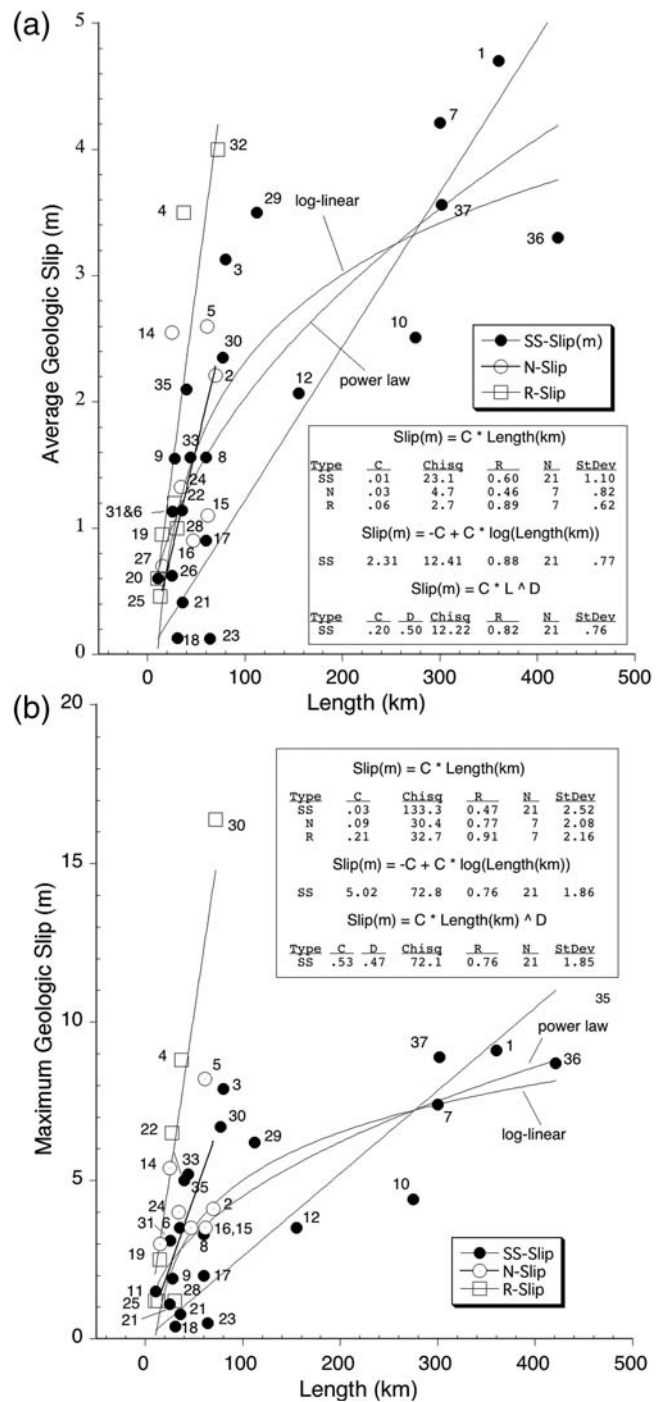 (a)
5
4
3
2
1
0
Average Geologic Slip (m)
1
7
32
4
29
37
log-linear
36
3
5
14
30
10
2
power law
12
35
33
9
8
24
22
31&6
15
28
19
17
16
27
26
20
21
25
18
23
SS-Slip(m)
N-Slip
R-Slip
Slip(m) = C * Length(km)
Type C Chisq R N StDev
SS .01 23.1 0.60 21 1.10
N .03 4.7 0.46 7 .82
R .06 2.7 0.89 7 .62
Slip(m) = -C + C * log(Length(km))
SS 2.31 12.41 0.88 21 .77
Slip(m) = C * L ^ D
C D Chisq R N StDev
SS .20 .50 12.22 0.82 21 .76
0 100 200 300 400 500
Length (km)
(b)
20
15
10
5
0
Maximum Geologic Slip (m)
Slip(m) = C * Length(km)
Type C Chisq R N StDev
SS .03 133.3 0.47 21 2.52
N .09 30.4 0.77 7 2.08
R .21 32.7 0.91 7 2.16
Slip(m) = -C + C * log(Length(km))
SS 5.02 72.8 0.76 21 1.86
Slip(m) = C * Length(km) ^ D
Type C D Chisq R N StDev
SS .53 .47 72.1 0.76 21 1.85
30
35
power law
4
5
37
1
36
3
22
30
7
log-linear
29
14
33
35
10
24
2
12
31
6
16,15
8
19
9
17
11
28
25
21
23
21
18
SS-Slip
N-Slip
R-Slip
0 100 200 300 400 500
Length (km)